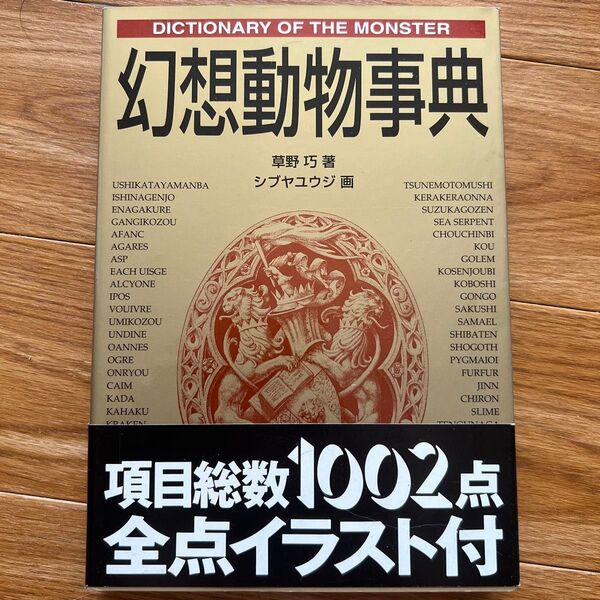 DICTIONARY OF THE MONSTER
幻想動物事典
草野 巧 著
シブヤユウジ 画
USHIKATAYAMANBA
ISHINAGENJO
ENAGAKURE
GANGIKOZOU
AFANC
AGARES
ASP
EACH UISGE
ALCYONE
IPOS
VOUIVRE
UMIKOZOU
UNDINE
OANNES
OGRE
ONRYOU
CAIM
KADA
KAHAKU
KRAKEN
TSUNEMOTOMUSHI
KERAKERAONNA
SUZUKAGOZEN
SEA SERPENT
CHOUCHINBI
KOU
GOLEM
KOSENJOUBI
KOBOSHI
GONGO
SAKUSHI
SAMAEL
SHIBATEN
SHOGOTH
PYGMAIOI
FURFUR
JINN
CHIRON
SLIME
TENGUNAGA
項目総数1002点
全点イラスト付